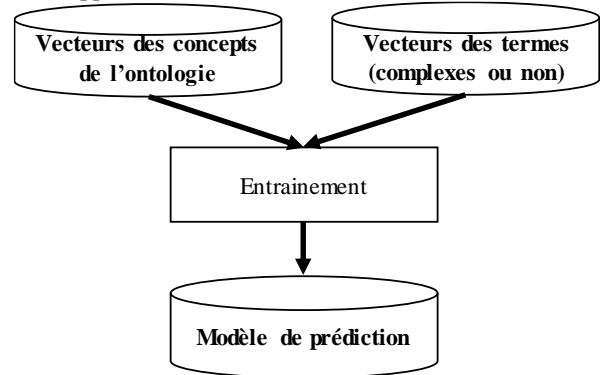 Vecteurs des concepts
de l'ontologie
Vecteurs des termes
(complexes ou non)
Entrainement
Modèle de prédiction